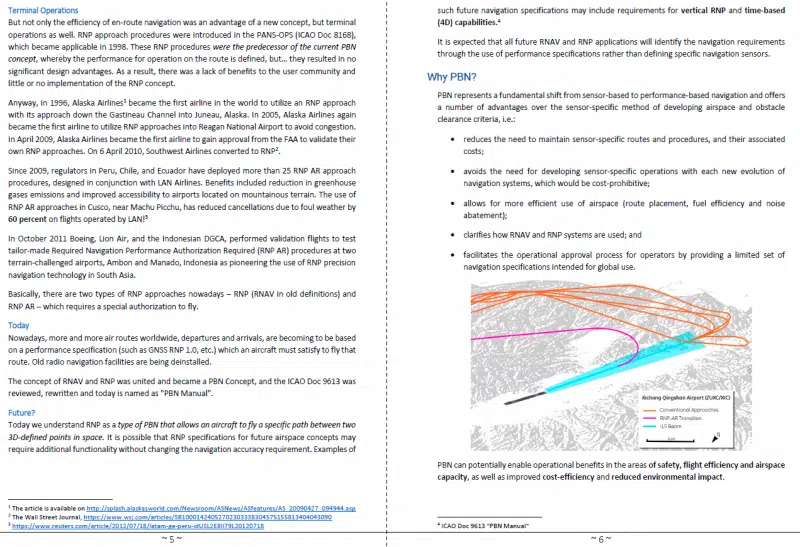 Terminal Operations
But not only the efficiency of en-route navigation was an advantage of a new concept, but terminal
operations as well. RNP approach procedures were introduced in the PANS-OPS (ICAO Doc 8168),
which became applicable in 1998. These RNP procedures were the predecessor of the current PBN
concept, whereby the performance for operation on the route is defined, but... they resulted in no
significant design advantages. As a result, there was a lack of benefits to the user community and
little or no implementation of the RNP concept.
Anyway, in 1996, Alaska Airlines¹ became the first airline in the world to utilize an RNP approach
with its approach down the Gastineau Channel into Juneau, Alaska. In 2005, Alaska Airlines again
became the first airline to utilize RNP approaches into Reagan National Airport to avoid congestion.
In April 2009, Alaska Airlines became the first airline to gain approval from the FAA to validate their
own RNP approaches. On 6 April 2010, Southwest Airlines converted to RNP².
Since 2009, regulators in Peru, Chile, and Ecuador have deployed more than 25 RNP AR approach
procedures, designed in conjunction with LAN Airlines. Benefits included reduction in greenhouse
gases emissions and improved accessibility to airports located on mountainous terrain. The use of
RNP AR approaches in Cusco, near Machu Picchu, has reduced cancellations due to foul weather by
60 percent on flights operated by LAN!³
In October 2011 Boeing, Lion Air, and the Indonesian DGCA, performed validation flights to test
tailor-made Required Navigation Performance Authorization Required (RNP AR) procedures at two
terrain-challenged airports, Ambon and Manado, Indonesia as pioneering the use of RNP precision
navigation technology in South Asia.
Basically, there are two types of RNP approaches nowadays – RNP (RNAV in old definitions) and
RNP AR – which requires a special authorization to fly.
Today
Nowadays, more and more air routes worldwide, departures and arrivals, are becoming to be based
on a performance specification (such as GNSS RNP 1.0, etc.) which an aircraft must satisfy to fly that
route. Old radio navigation facilities are being deinstalled.
The concept of RNAV and RNP was united and became a PBN Concept, and the ICAO Doc 9613 was
reviewed, rewritten and today is named as "PBN Manual".
Future?
Today we understand RNP as a type of PBN that allows an aircraft to fly a specific path between two
3D-defined points in space. It is possible that RNP specifications for future airspace concepts may
require additional functionality without changing the navigation accuracy requirement. Examples of
¹ The article is available on http://splash.alaskasworld.com/Newsroom/ASNews/ASfeatures/AS_20090427_094944.asp
² The Wall Street Journal, https://www.wsj.com/articles/SB10001424052702303338304575155813404043090
³ https://www.reuters.com/article/2012/07/18/latam-ge-peru-idUSL2E8II79L20120718
~ 5 ~
such future navigation specifications may include requirements for vertical RNP and time-based
(4D) capabilities.⁴
It is expected that all future RNAV and RNP applications will identify the navigation requirements
through the use of performance specifications rather than defining specific navigation sensors.
Why PBN?
PBN represents a fundamental shift from sensor-based to performance-based navigation and offers
a number of advantages over the sensor-specific method of developing airspace and obstacle
clearance criteria, i.e.:
• reduces the need to maintain sensor-specific routes and procedures, and their associated
costs;
• avoids the need for developing sensor-specific operations with each new evolution of
navigation systems, which would be cost-prohibitive;
• allows for more efficient use of airspace (route placement, fuel efficiency and noise
abatement);
• clarifies how RNAV and RNP systems are used; and
• facilitates the operational approval process for operators by providing a limited set of
navigation specifications intended for global use.
Xichang Qingshan Airport (ZUXC/XIC)
Conventional Approaches
RNP-AR Transition
ILS Beam
N
PBN can potentially enable operational benefits in the areas of safety, flight efficiency and airspace
capacity, as well as improved cost-efficiency and reduced environmental impact.
⁴ ICAO Doc 9613 "PBN Manual"
~ 6 ~